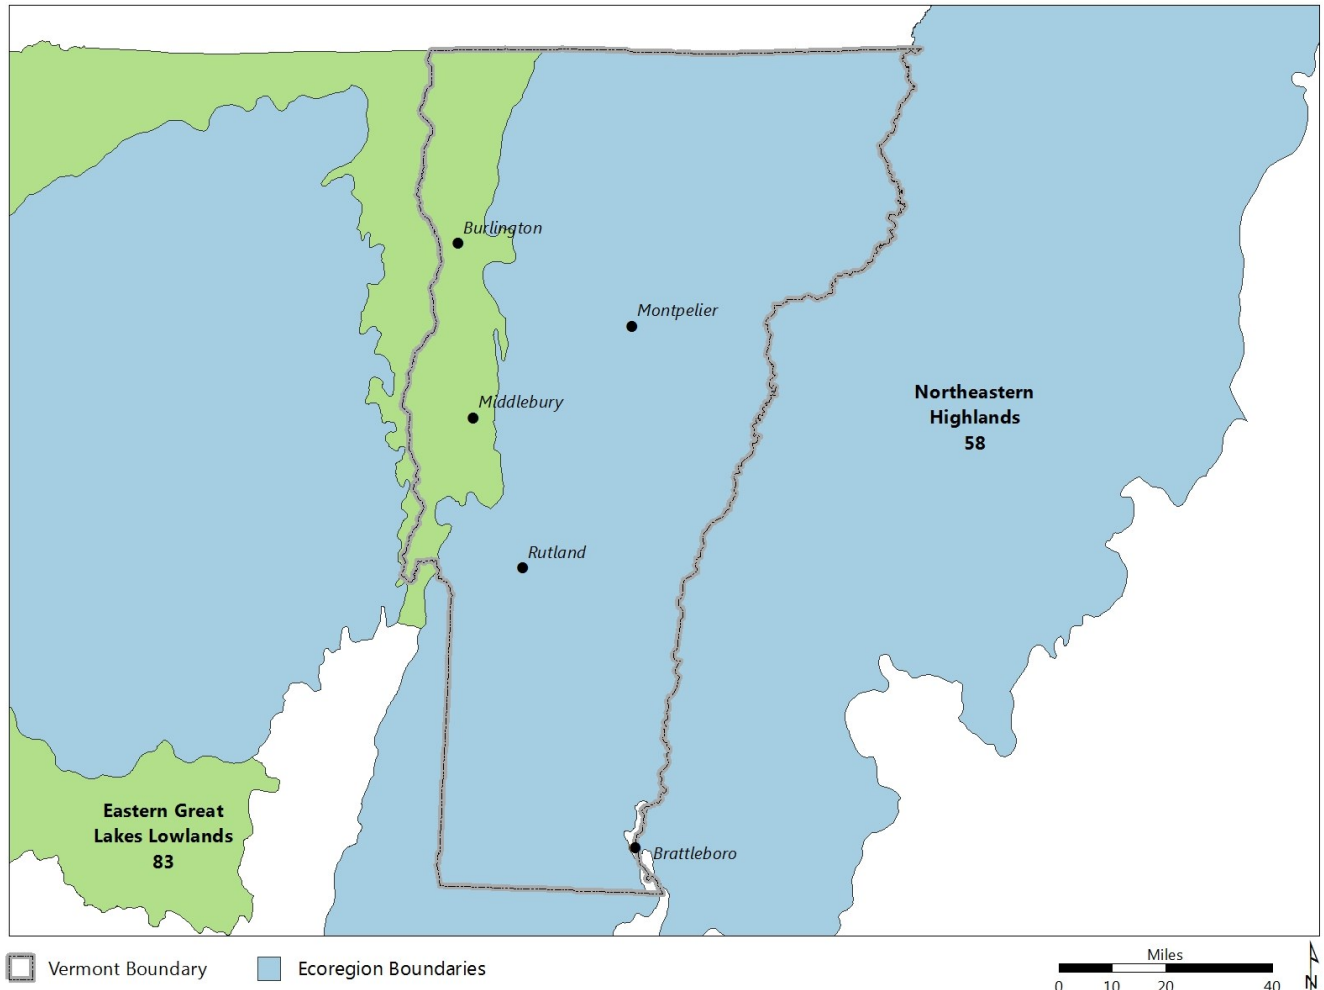 Burlington
Montpelier
Middlebury
Northeastern
Highlands
58
Rutland
Eastern Great
Lakes Lowlands
83
Brattleboro
Vermont Boundary
Ecoregion Boundaries
Miles
0 10 20 40
N